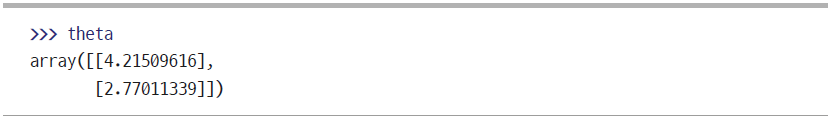 >>> theta
array([[4.21509616],
       [2.77011339]])